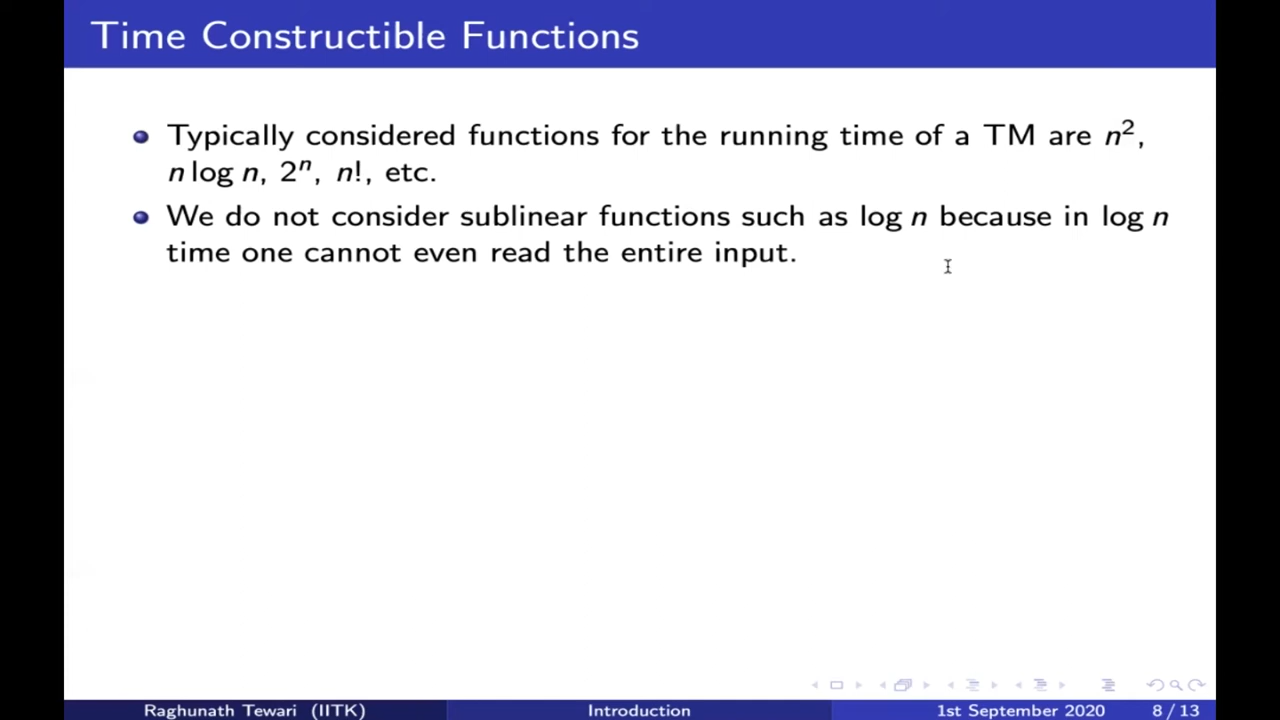 Time Constructible Functions
Typically considered functions for the running time of a TM are n²,
n log n, 2ⁿ, n!, etc.
We do not consider sublinear functions such as log n because in log n
time one cannot even read the entire input.
Raghunath Tewari (IITK) Introduction 1st September 2020 8 / 13